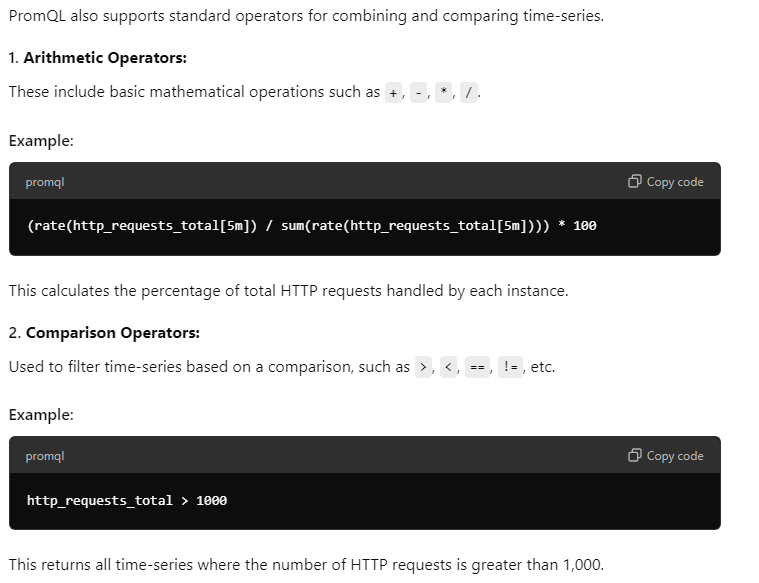 PromQL also supports standard operators for combining and comparing time-series.
1. Arithmetic Operators:
These include basic mathematical operations such as + , - , * , / .
Example:
promql
Copy code
(rate(http_requests_total[5m]) / sum(rate(http_requests_total[5m]))) * 100
This calculates the percentage of total HTTP requests handled by each instance.
2. Comparison Operators:
Used to filter time-series based on a comparison, such as > , < , == , != , etc.
Example:
promql
Copy code
http_requests_total > 1000
This returns all time-series where the number of HTTP requests is greater than 1,000.